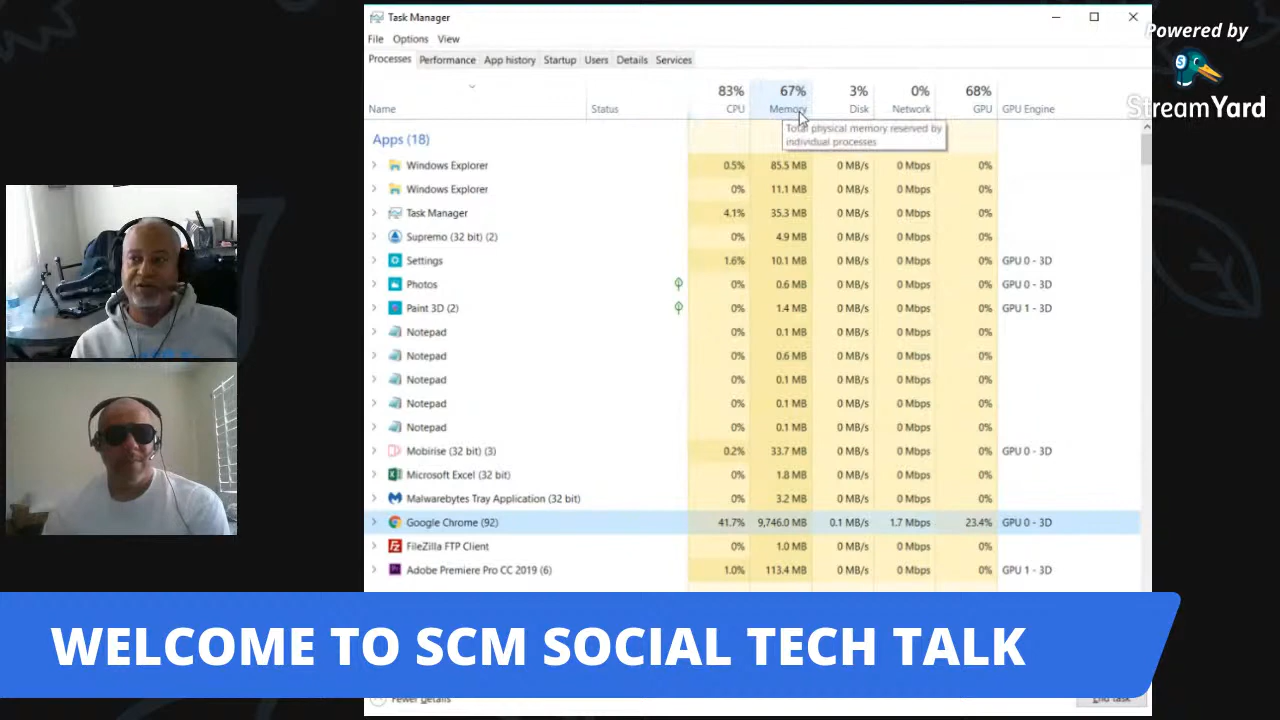 Task Manager
File Options View
Processes Performance App history Startup Users Details Services
83% 67% 3% 0% 68%
Name Status CPU Memory Disk Network GPU GPU Engine
Total physical memory reserved by
individual processes
Apps (18)
Windows Explorer 0.5% 85.5 MB 0 MB/s 0 Mbps 0%
Windows Explorer 0% 11.1 MB 0 MB/s 0 Mbps 0%
Task Manager 4.1% 35.3 MB 0 MB/s 0 Mbps 0%
Supremo (32 bit) (2) 0% 4.9 MB 0 MB/s 0 Mbps 0%
Settings 1.6% 10.1 MB 0 MB/s 0 Mbps 0% GPU 0 - 3D
Photos 0% 0.6 MB 0 MB/s 0 Mbps 0% GPU 0 - 3D
Paint 3D (2) 0% 1.4 MB 0 MB/s 0 Mbps 0% GPU 1 - 3D
Notepad 0% 0.1 MB 0 MB/s 0 Mbps 0%
Notepad 0% 0.6 MB 0 MB/s 0 Mbps 0%
Notepad 0% 0.1 MB 0 MB/s 0 Mbps 0%
Notepad 0% 0.1 MB 0 MB/s 0 Mbps 0%
Notepad 0% 0.1 MB 0 MB/s 0 Mbps 0%
Mobirise (32 bit) (3) 0.2% 33.7 MB 0 MB/s 0 Mbps 0% GPU 0 - 3D
Microsoft Excel (32 bit) 0% 1.8 MB 0 MB/s 0 Mbps 0%
Malwarebytes Tray Application (32 bit) 0% 3.2 MB 0 MB/s 0 Mbps 0%
Google Chrome (92) 41.7% 9,746.0 MB 0.1 MB/s 1.7 Mbps 23.4% GPU 0 - 3D
FileZilla FTP Client 0% 1.0 MB 0 MB/s 0 Mbps 0%
Adobe Premiere Pro CC 2019 (6) 1.0% 113.4 MB 0 MB/s 0 Mbps 0% GPU 1 - 3D
Fewer details End task
Powered by
StreamYard
WELCOME TO SCM SOCIAL TECH TALK